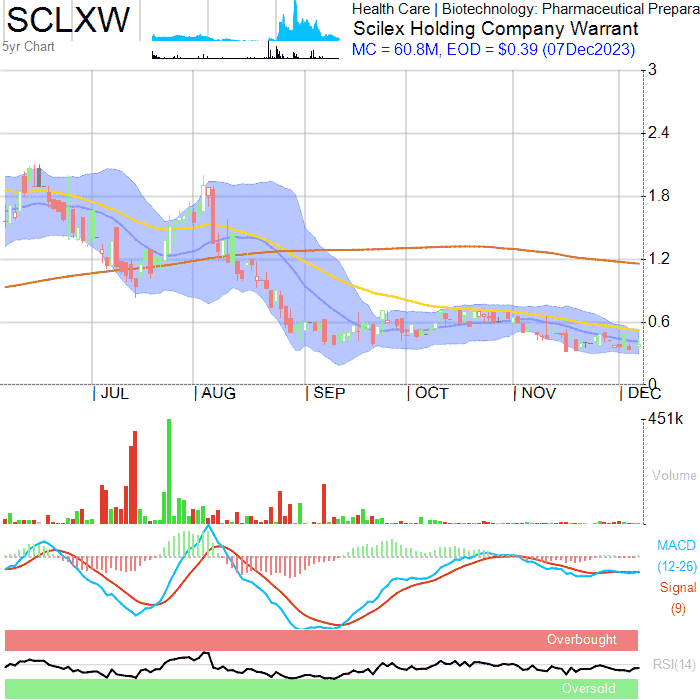 SCLXW
5yr Chart
Health Care | Biotechnology: Pharmaceutical Prepara
Scilex Holding Company Warrant
MC = 60.8M, EOD = $0.39 (07Dec2023)
3
2.4
1.8
1.2
0.6
0
| JUL | AUG | SEP | OCT | NOV | DEC
451k
Volume
MACD
(12-26)
Signal
(9)
Overbought
RSI(14)
Oversold